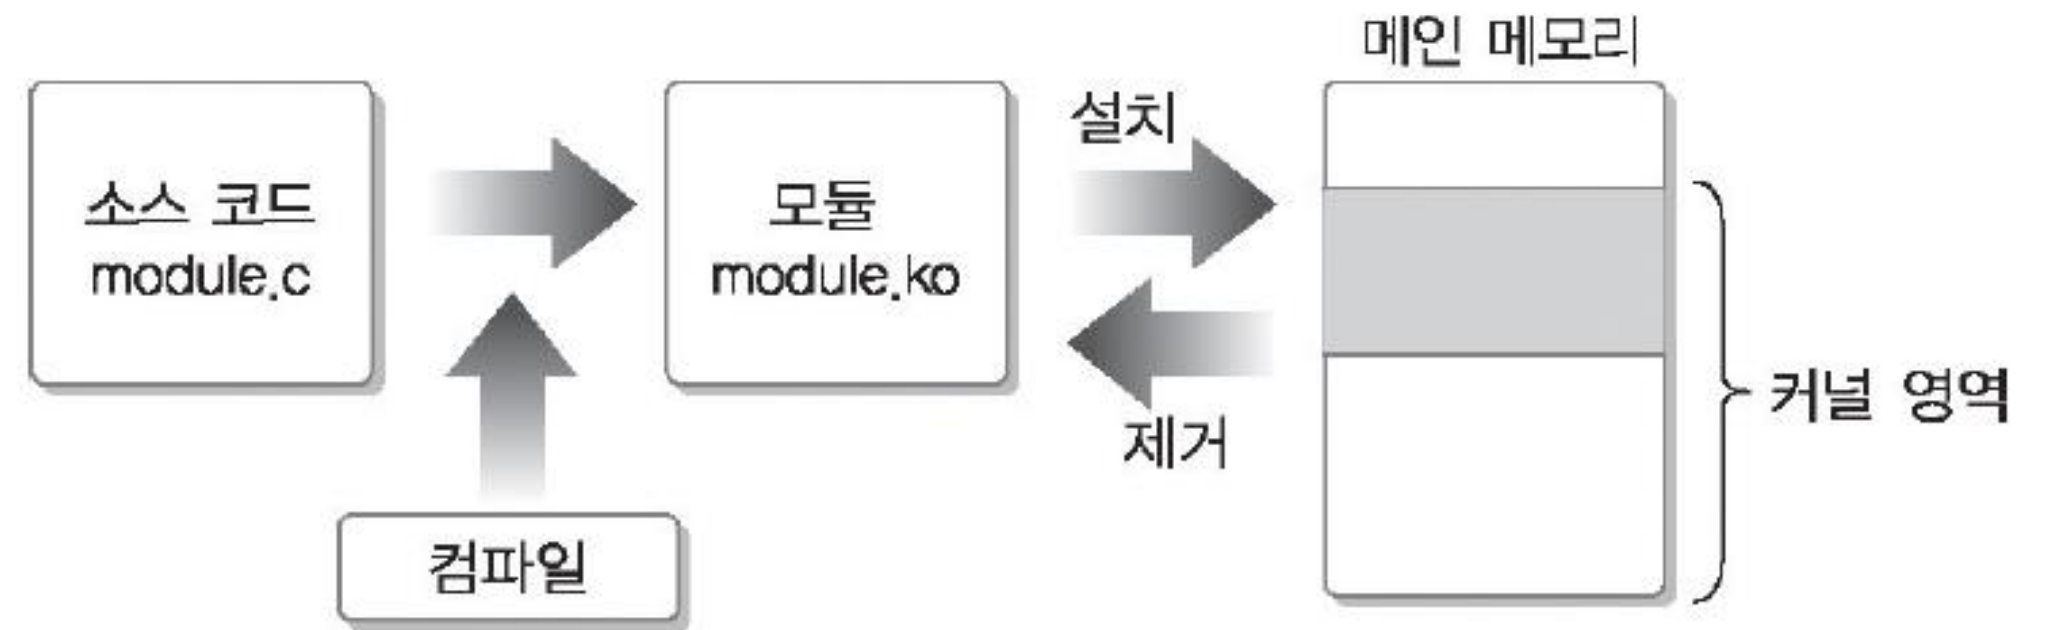 메인 메모리
소스 코드
module.c
모듈
module.ko
설치
제거
커널 영역
컴파일